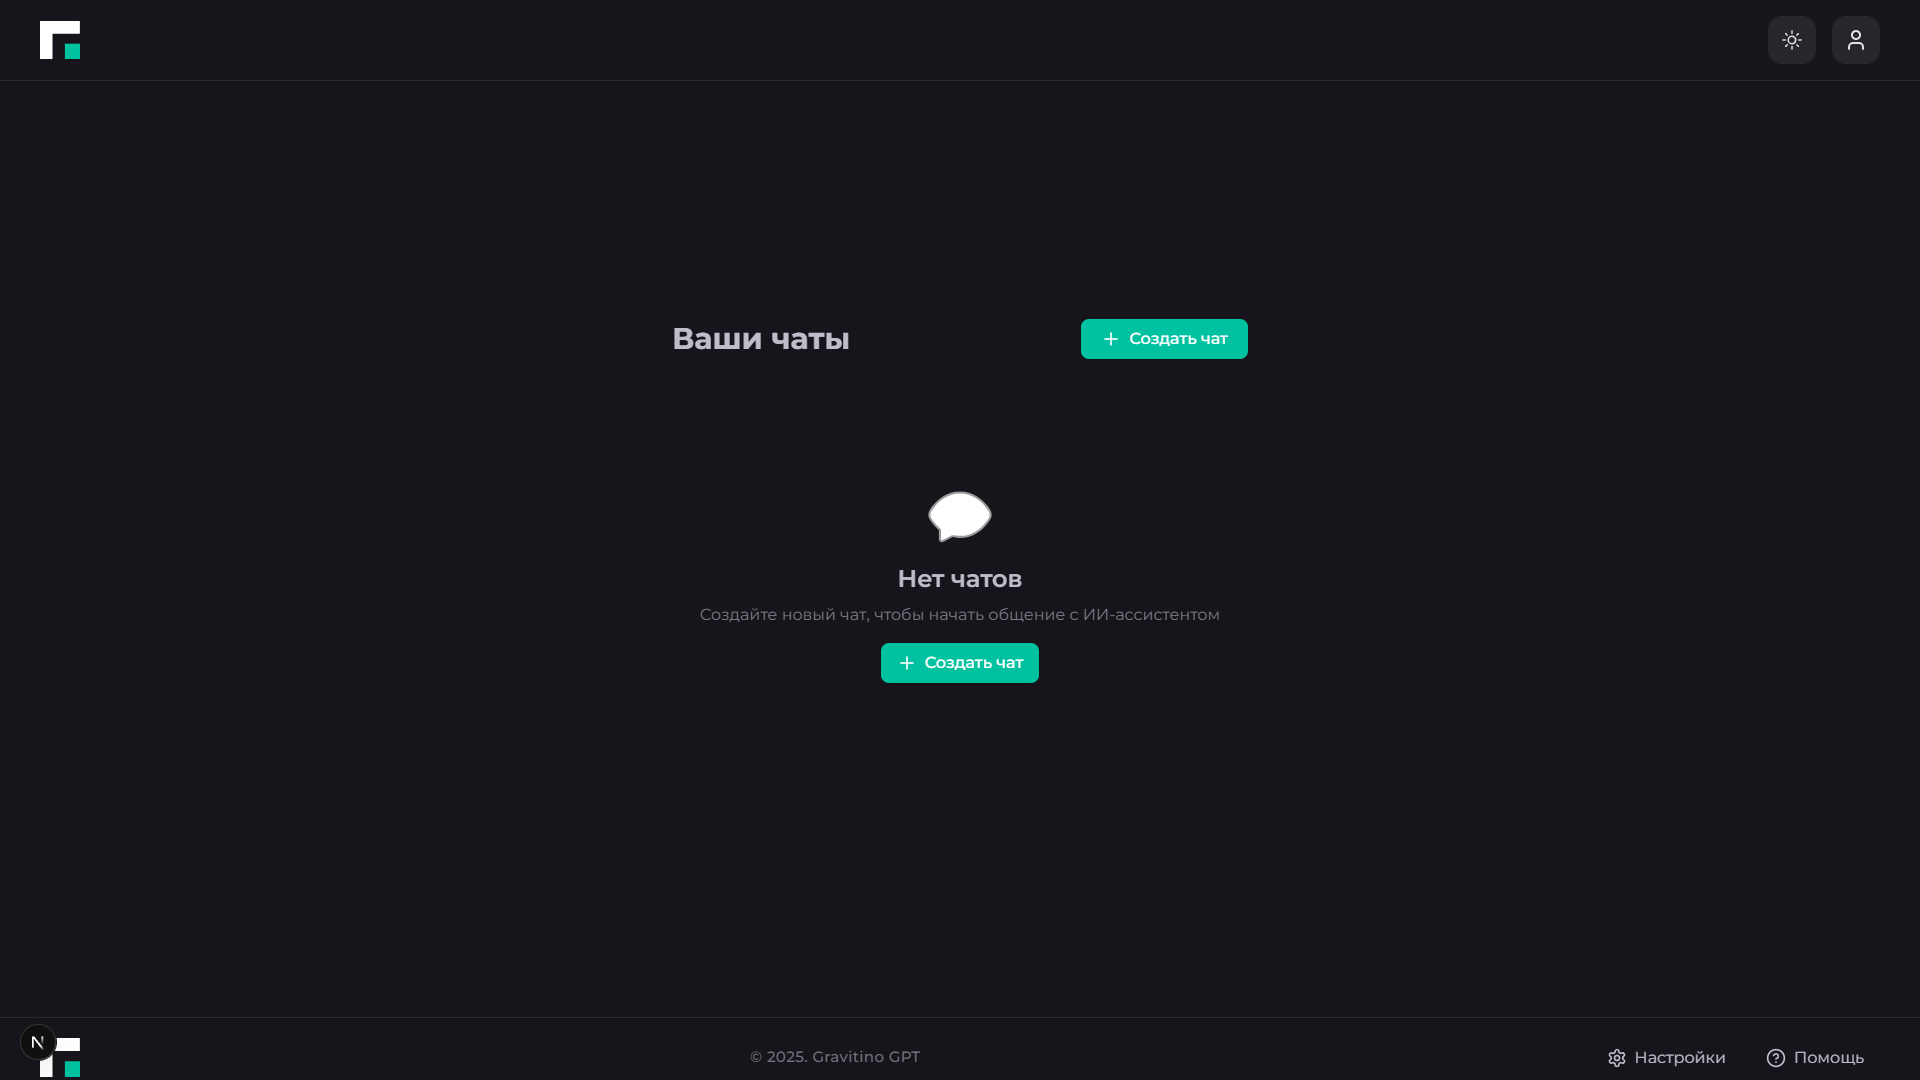 Ваши чаты
Создать чат
Нет чатов
Создайте новый чат, чтобы начать общение с ИИ-ассистентом
Создать чат
N
© 2025. Gravitino GPT
Настройки
Помощь